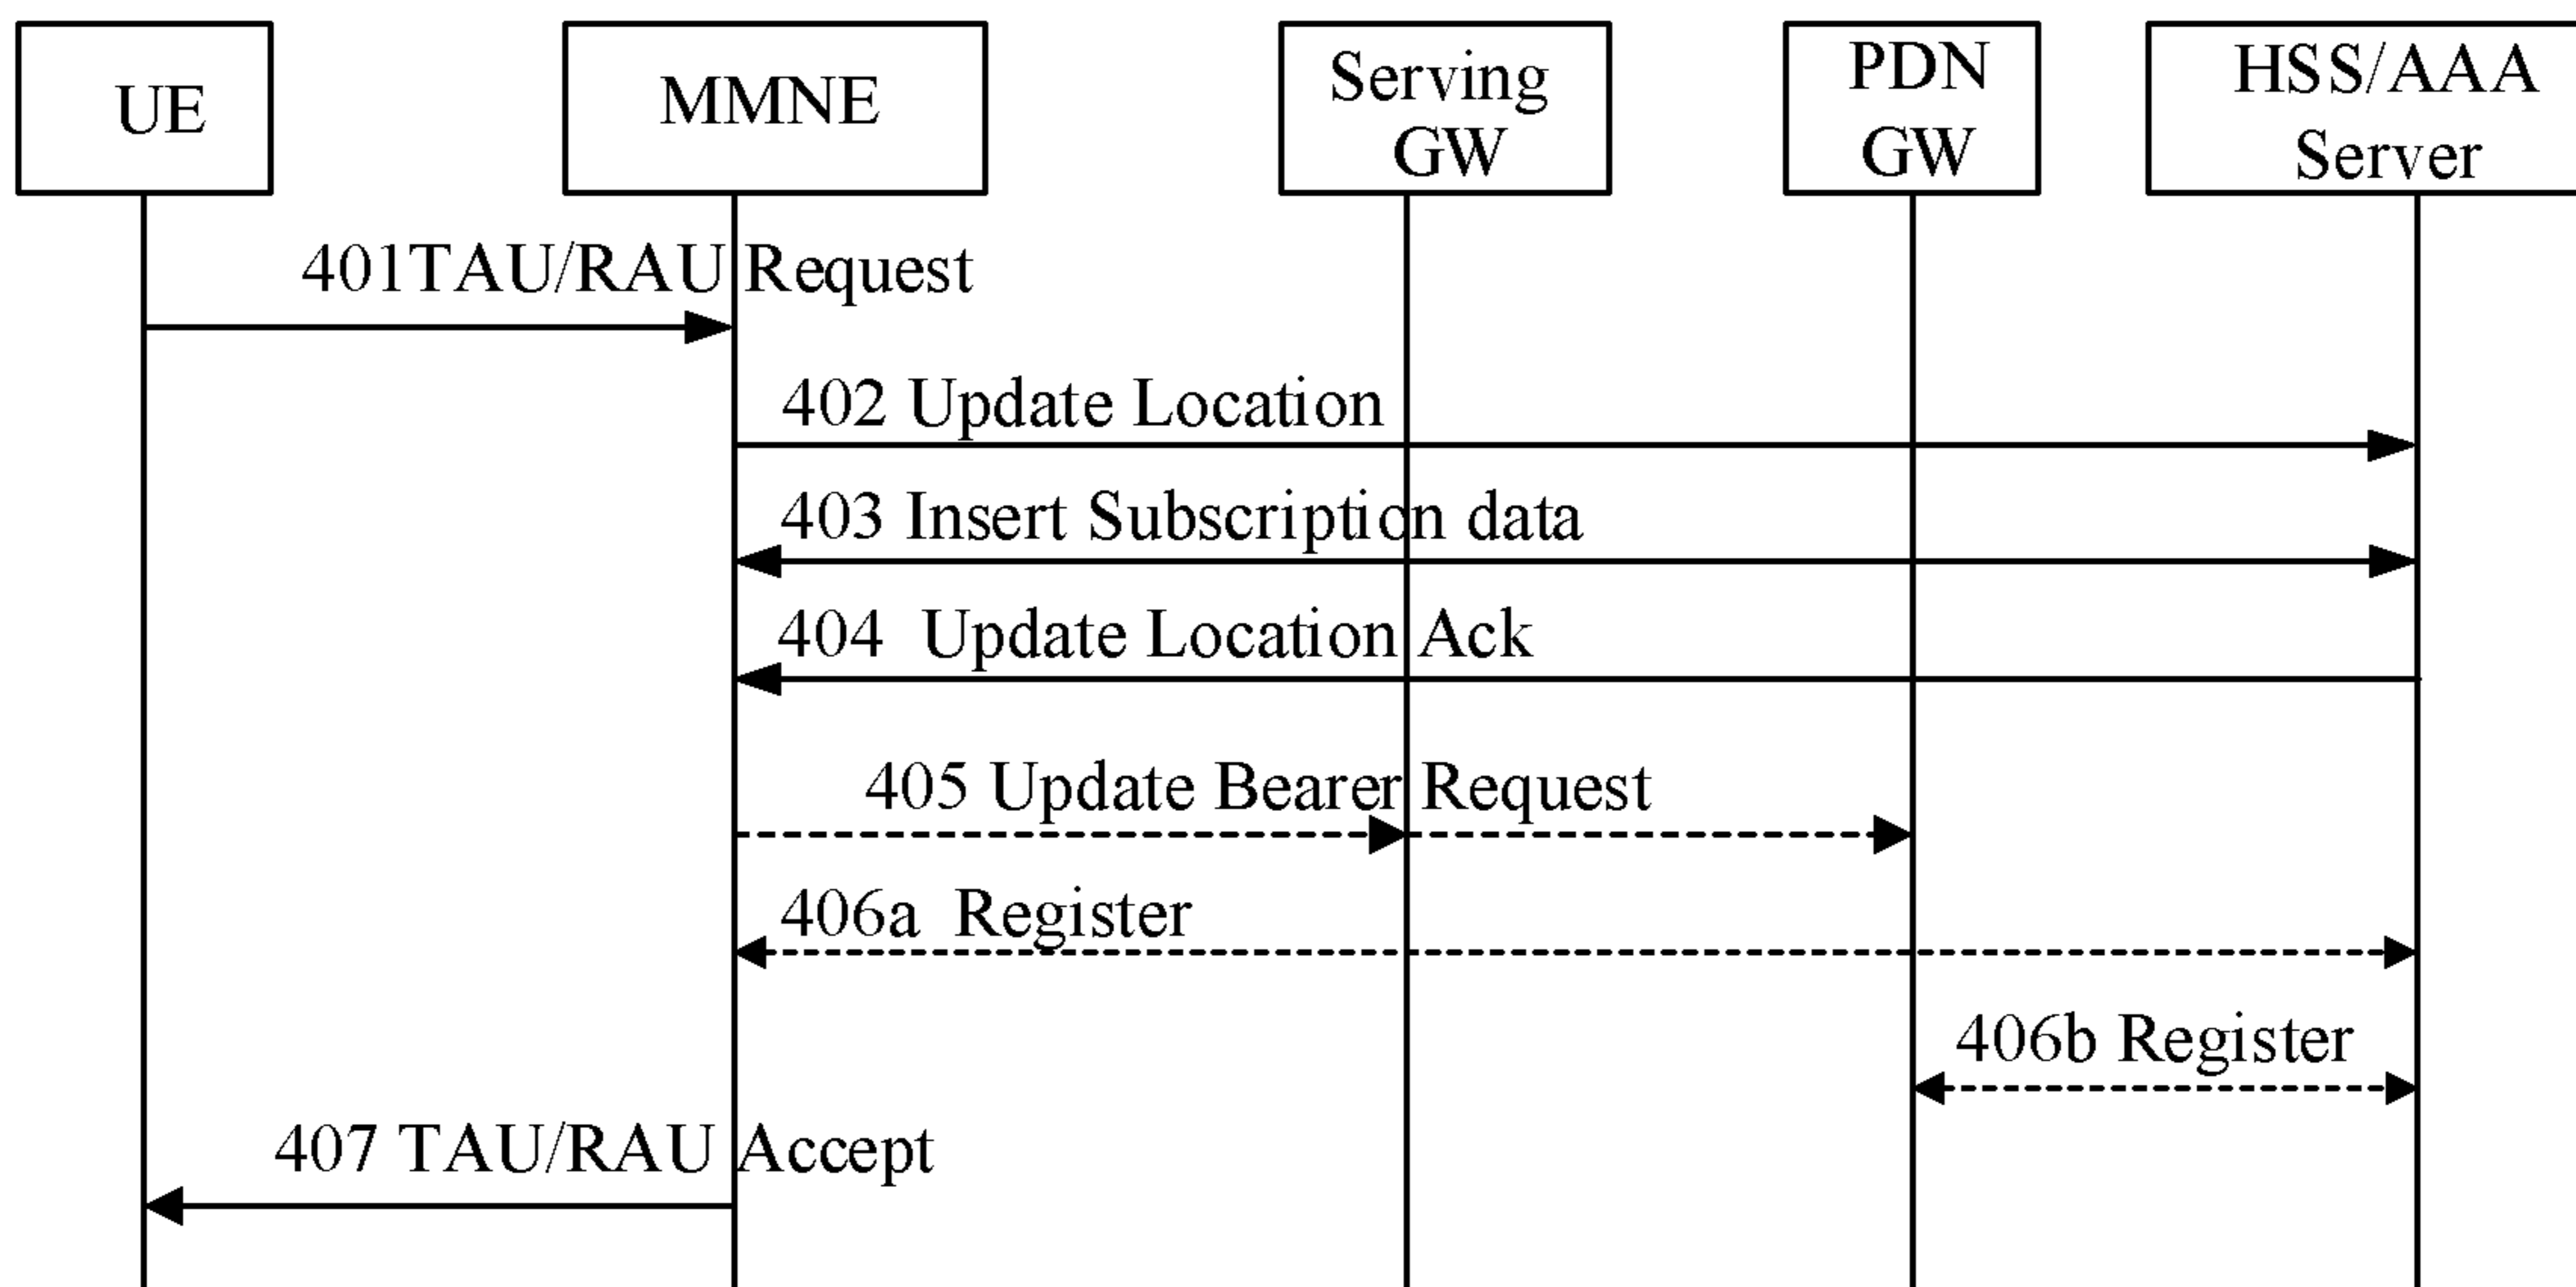 UE
MMNE
Serving
GW
PDN
GW
HSS/AAA
Server
401TAU/RAU Request
402 Update Location
403 Insert Subscription data
404 Update Location Ack
405 Update Bearer Request
406a Register
406b Register
407 TAU/RAU Accept